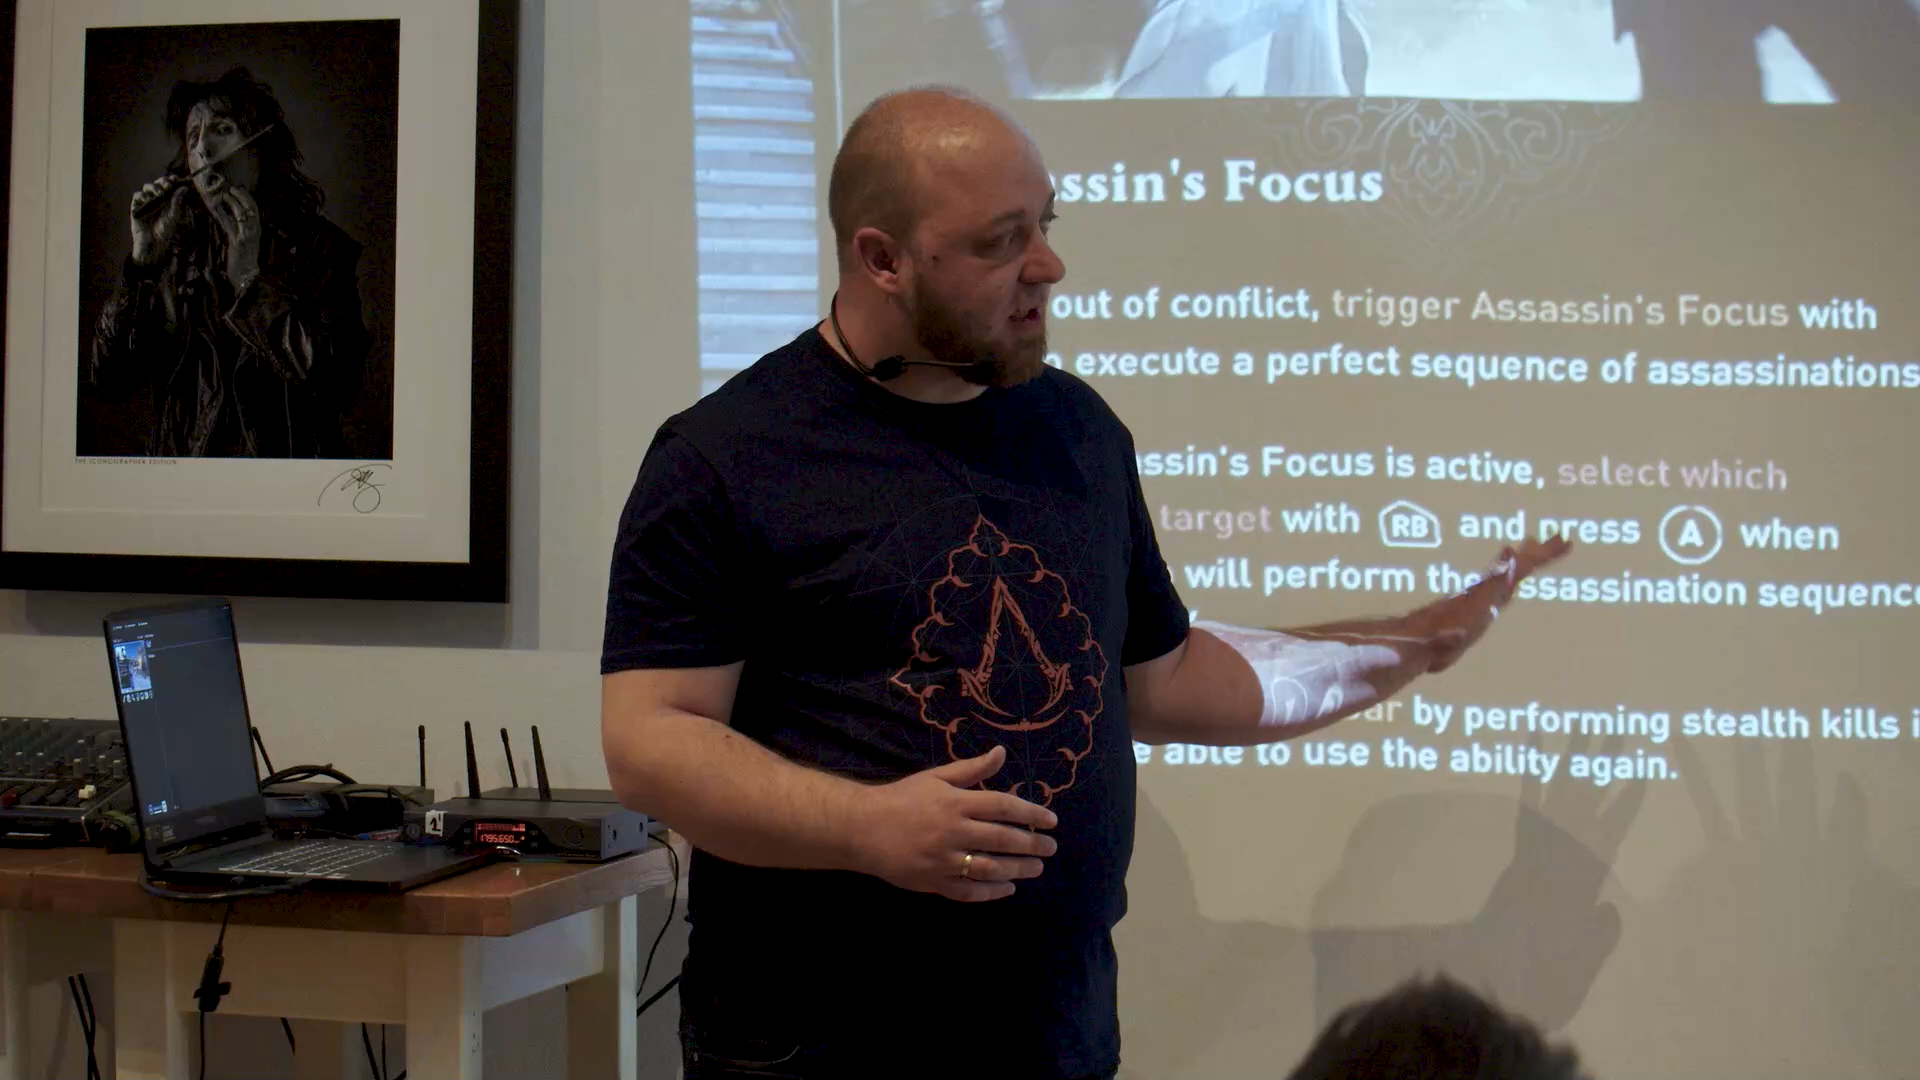 ssin's Focus
out of conflict, trigger Assassin's Focus with
execute a perfect sequence of assassinations
ssin's Focus is active, select which
target with RB and press A when
will perform the ssassination sequenc
by performing stealth kills i
able to use the ability again.
THE ICONOGRAPHER EDITION
1